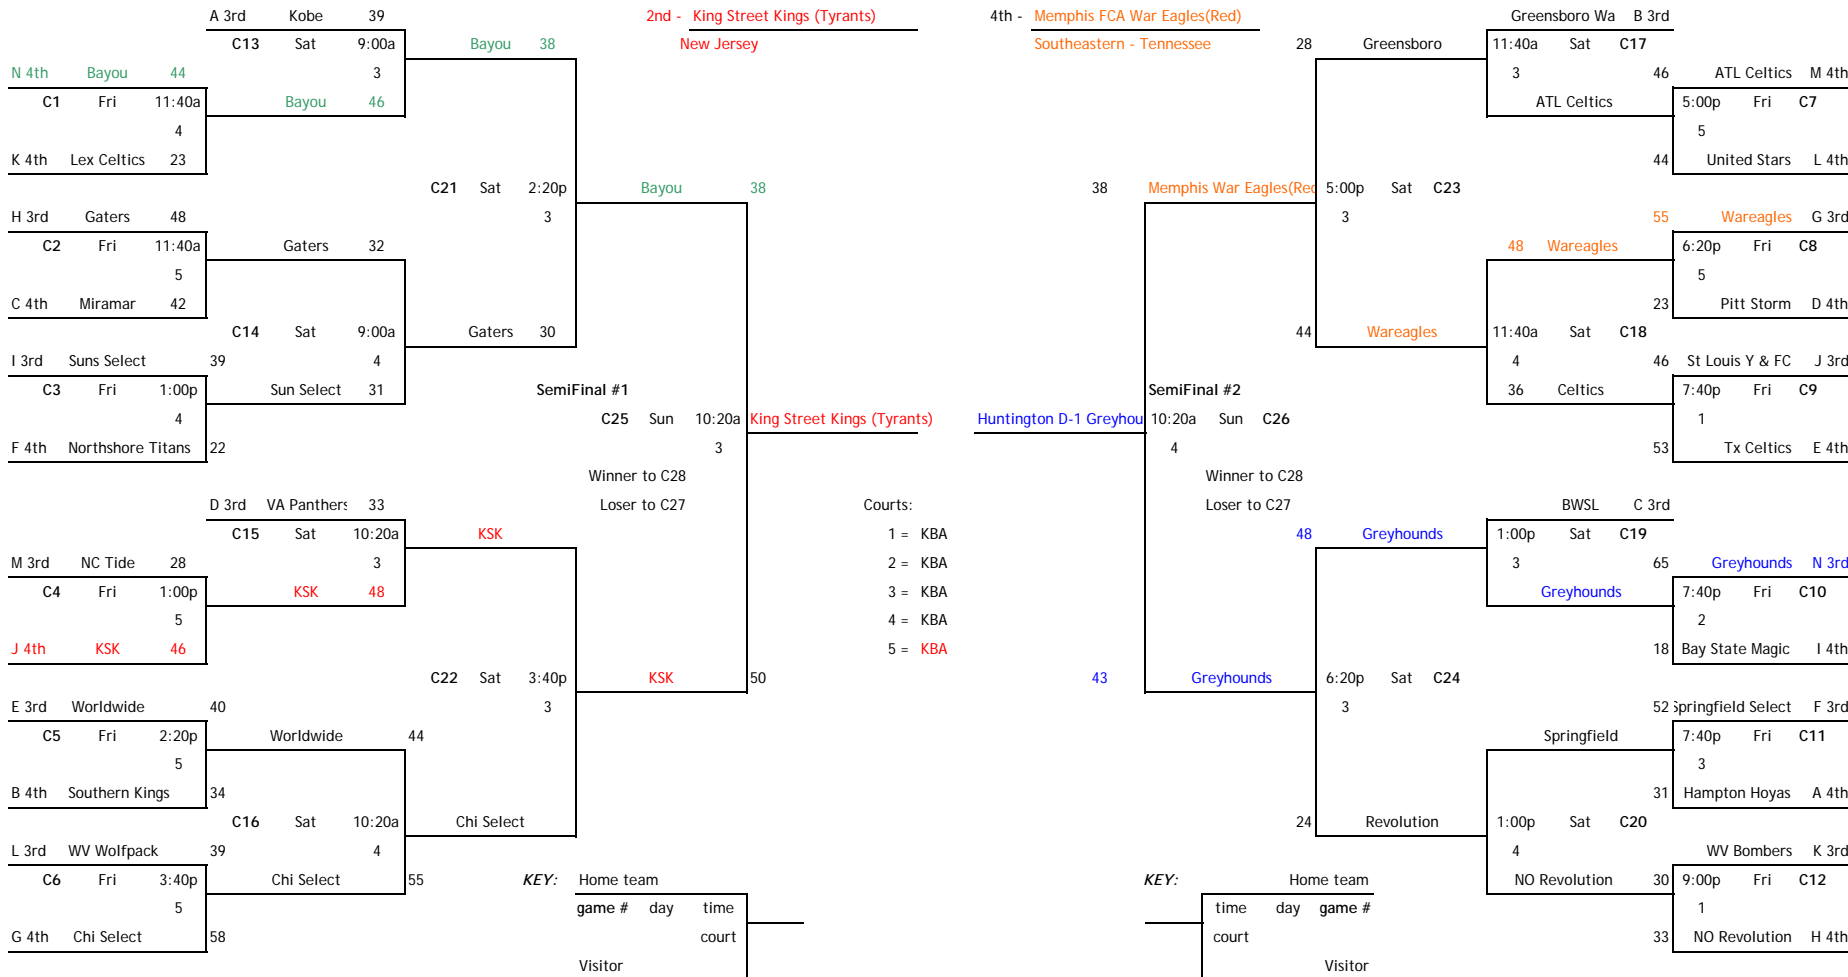 A 3rd Kobe 39 2nd - King Street Kings (Tyrants) 4th - Memphis FCA War Eagles(Red) Greensboro Wa B 3rd
C13 Sat 9:00a Bayou 38 New Jersey Southeastern - Tennessee 28 Greensboro 11:40a Sat C17
N 4th Bayou 44 3 3 46 ATL Celtics M 4th
C1 Fri 11:40a Bayou 46 ATL Celtics 5:00p Fri C7
4 5
K 4th Lex Celtics 23 44 United Stars L 4th
C21 Sat 2:20p Bayou 38 38 Memphis War Eagles(Red 5:00p Sat C23
H 3rd Gaters 48 3 3 55 Wareagles G 3rd
C2 Fri 11:40a Gaters 32 48 Wareagles 6:20p Fri C8
5 5
C 4th Miramar 42 23 Pitt Storm D 4th
C14 Sat 9:00a Gaters 30 44 Wareagles 11:40a Sat C18
I 3rd Suns Select 39 4 4 46 St Louis Y & FC J 3rd
C3 Fri 1:00p Sun Select 31 SemiFinal #1 SemiFinal #2 36 Celtics 7:40p Fri C9
4 C25 Sun 10:20a King Street Kings (Tyrants) Huntington D-1 Greyhou 10:20a Sun C26 1
F 4th Northshore Titans 22 3 4 53 Tx Celtics E 4th
Winner to C28 Winner to C28
D 3rd VA Panthers 33 Loser to C27 Courts: Loser to C27 BWSL C 3rd
C15 Sat 10:20a KSK 1 = KBA 48 Greyhounds 1:00p Sat C19
M 3rd NC Tide 28 3 2 = KBA 3 65 Greyhounds N 3rd
C4 Fri 1:00p KSK 48 3 = KBA Greyhounds 7:40p Fri C10
5 4 = KBA 2
J 4th KSK 46 5 = KBA 18 Bay State Magic I 4th
C22 Sat 3:40p KSK 50 43 Greyhounds 6:20p Sat C24
E 3rd Worldwide 40 3 3 52 Springfield Select F 3rd
C5 Fri 2:20p Worldwide 44 Springfield 7:40p Fri C11
5 3
B 4th Southern Kings 34 31 Hampton Hoyas A 4th
C16 Sat 10:20a Chi Select 24 Revolution 1:00p Sat C20
L 3rd WV Wolfpack 39 4 4 WV Bombers K 3rd
C6 Fri 3:40p Chi Select 55 KEY: Home team KEY: Home team NO Revolution 30 9:00p Fri C12
5 game # day time time day game # 1
G 4th Chi Select 58 court court 33 NO Revolution H 4th
Visitor Visitor